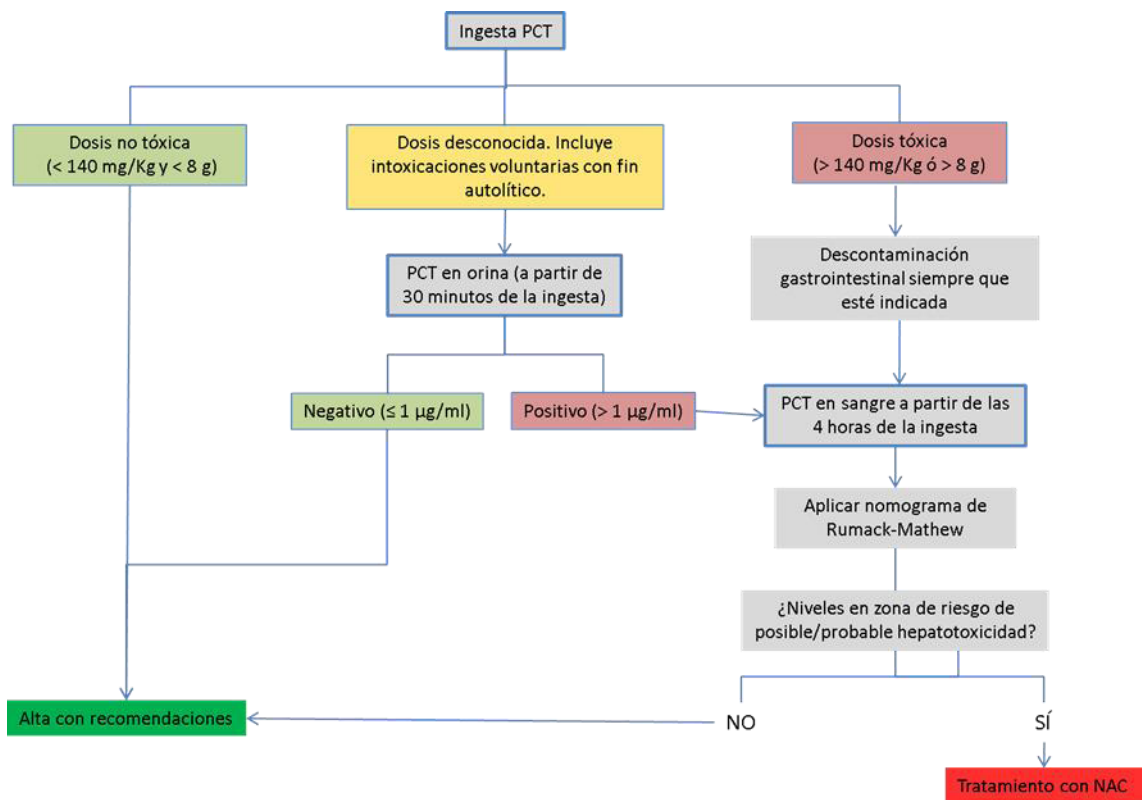 Ingesta PCT
Dosis no tóxica
(< 140 mg/Kg y < 8 g)
Dosis desconocida. Incluye
intoxicaciones voluntarias con fin
autolítico.
Dosis tóxica
(> 140 mg/Kg ó > 8 g)
PCT en orina (a partir de
30 minutos de la ingesta)
Descontaminación
gastrointestinal siempre que
esté indicada
Negativo (≤ 1 µg/ml)
Positivo (> 1 µg/ml)
PCT en sangre a partir de las
4 horas de la ingesta
Aplicar nomograma de
Rumack-Mathew
¿Niveles en zona de riesgo de
posible/probable hepatotoxicidad?
Alta con recomendaciones
NO
SÍ
Tratamiento con NAC